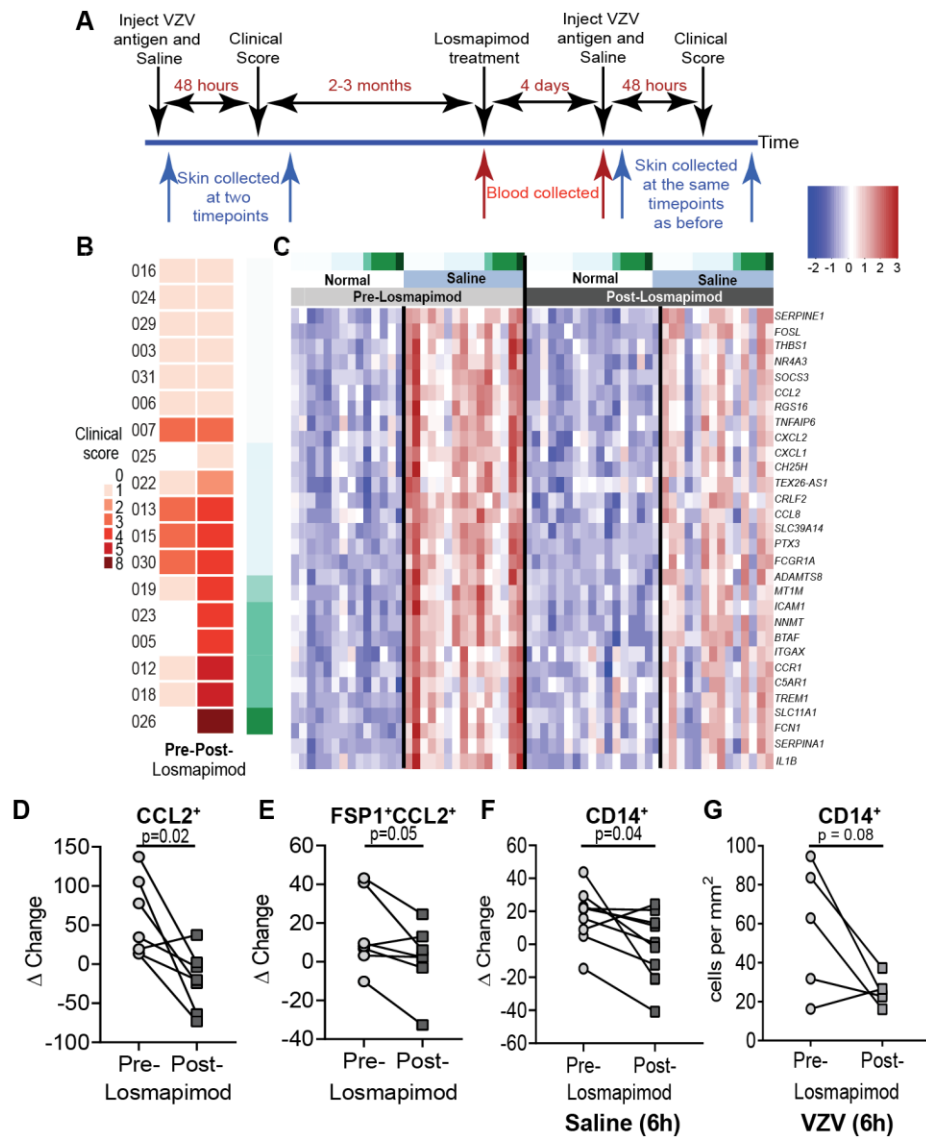 A
Inject VZV
antigen and
Saline
Clinical
Score
Losmapimod
treatment
Inject VZV
antigen and
Saline
Clinical
Score
48 hours
2-3 months
4 days
48 hours
Time
Skin collected
at two
timepoints
Blood collected
Skin collected
at the same
timepoints
as before
-2 -1 0 1 2 3
B
016
024
029
003
031
006
007
025
022
013
015
030
019
023
005
012
018
026
Clinical
score
0
1
2
3
4
5
8
Pre-Post-
Losmapimod
C
Normal Saline Normal Saline
Pre-Losmapimod Post-Losmapimod
SERPINE1
FOSL
THBS1
NR4A3
SOCS3
CCL2
RGS16
TNFAIP6
CXCL2
CXCL1
CH25H
TEX26-AS1
CRLF2
CCL8
SLC39A14
PTX3
FCGR1A
ADAMTS8
MT1M
ICAM1
NNMT
BTAF
ITGAX
CCR1
C5AR1
TREM1
SLC11A1
FCN1
SERPINA1
IL1B
D
CCL2+
p=0.02
Δ Change
150
100
50
0
-50
-100
Pre- Post-
Losmapimod
E
FSP1+CCL2+
p=0.05
Δ Change
60
40
20
0
-20
-40
Pre- Post-
Losmapimod
F
CD14+
p=0.04
Δ Change
60
40
20
0
-20
-40
-60
Pre- Post-
Losmapimod
Saline (6h)
G
CD14+
p = 0.08
cells per mm2
100
80
60
40
20
0
Pre- Post-
Losmapimod
VZV (6h)